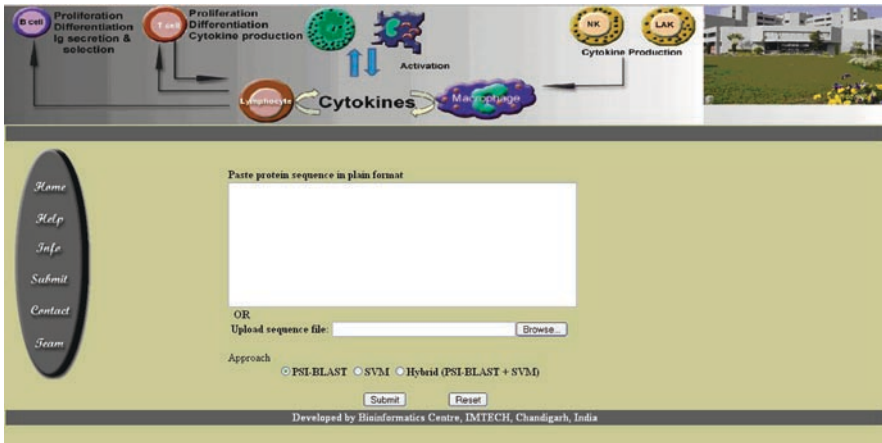 B cell
Proliferation
Differentiation
Ig secretion &
selection
T cell
Proliferation
Differentiation
Cytokine production
Activation
NK
LAK
Cytokine Production
Lymphocyte
Cytokines
Macrophage
Home
Help
Info
Submit
Contact
Team
Paste protein sequence in plain format
OR
Upload sequence file:
Browse...
Approach
PSI-BLAST SVM Hybrid (PSI-BLAST + SVM)
Submit Reset
Developed by Bioinformatics Centre, IMTECH, Chandigarh, India